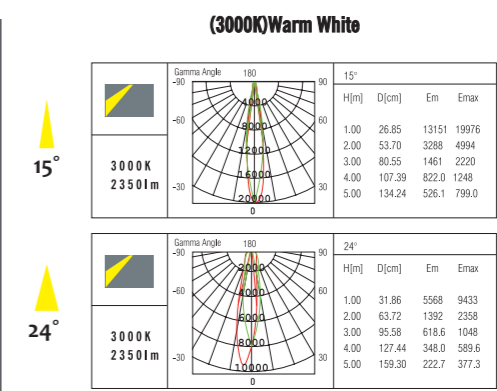 (3000K)Warm White
15°
3000K
2350lm
Gamma Angle 180
-90 90
4000
8000
-60 60
12000
16000
-30 30
20000
0
15°
H[m] D[cm] Em Emax
1.00 26.85 13151 19976
2.00 53.70 3288 4994
3.00 80.55 1461 2220
4.00 107.39 822.0 1248
5.00 134.24 526.1 799.0
24°
3000K
2350lm
Gamma Angle 180
-90 90
2000
4000
-60 60
6000
8000
-30 30
10000
0
24°
H[m] D[cm] Em Emax
1.00 31.86 5568 9433
2.00 63.72 1392 2358
3.00 95.58 618.6 1048
4.00 127.44 348.0 589.6
5.00 159.30 222.7 377.3